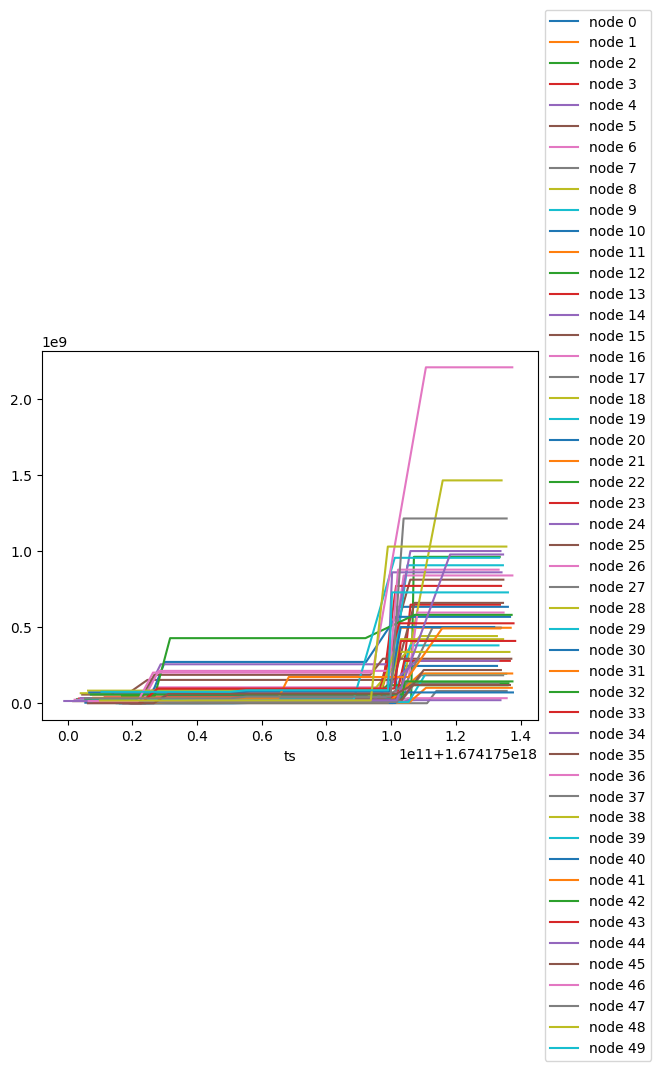 node 0
node 1
node 2
node 3
node 4
node 5
node 6
node 7
node 8
node 9
node 10
node 11
node 12
node 13
node 14
node 15
node 16
node 17
node 18
node 19
node 20
node 21
node 22
node 23
node 24
node 25
node 26
node 27
node 28
node 29
node 30
node 31
node 32
node 33
node 34
node 35
node 36
node 37
node 38
node 39
node 40
node 41
node 42
node 43
node 44
node 45
node 46
node 47
node 48
node 49
1e9
2.0
1.5
1.0
0.5
0.0
0.0 0.2 0.4 0.6 0.8 1.0 1.2 1.4
ts
1e11+1.674175e18